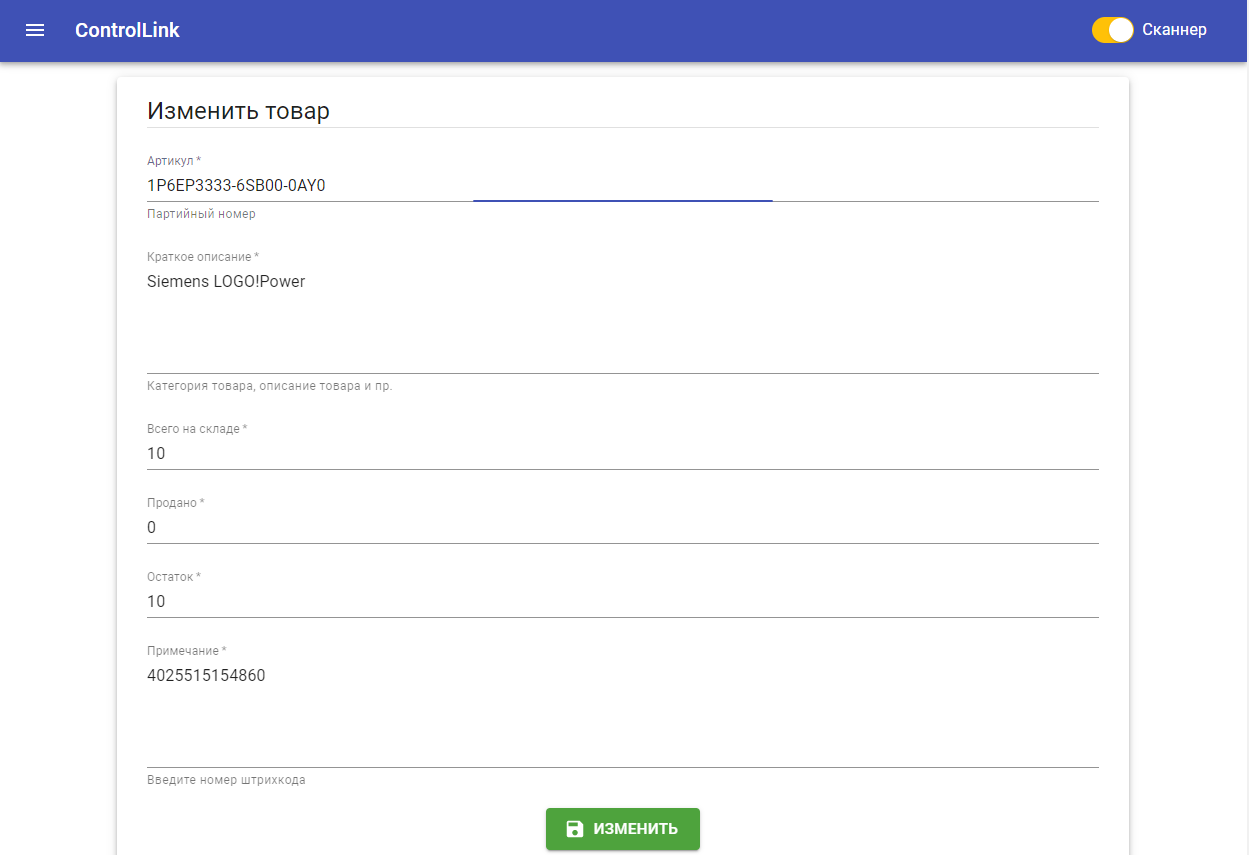 ControlLink
Сканнер
Изменить товар
Артикул *
1P6EP3333-6SB00-0AY0
Партийный номер
Краткое описание *
Siemens LOGO!Power
Категория товара, описание товара и пр.
Всего на складе *
10
Продано *
0
Остаток *
10
Примечание *
4025515154860
Введите номер штрихкода
ИЗМЕНИТЬ